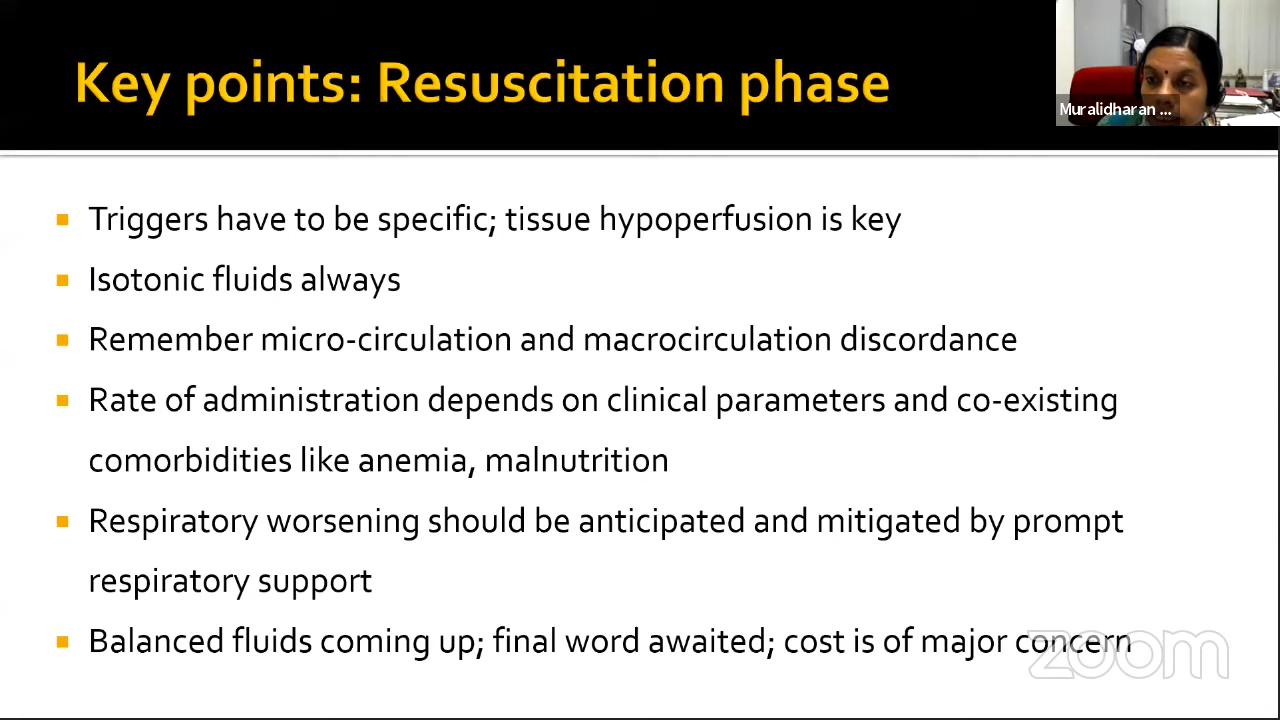 Key points: Resuscitation phase
Muralidharan ...
Triggers have to be specific; tissue hypoperfusion is key
Isotonic fluids always
Remember micro-circulation and macrocirculation discordance
Rate of administration depends on clinical parameters and co-existing
comorbidities like anemia, malnutrition
Respiratory worsening should be anticipated and mitigated by prompt
respiratory support
Balanced fluids coming up; final word awaited; cost is of major concern
zoom